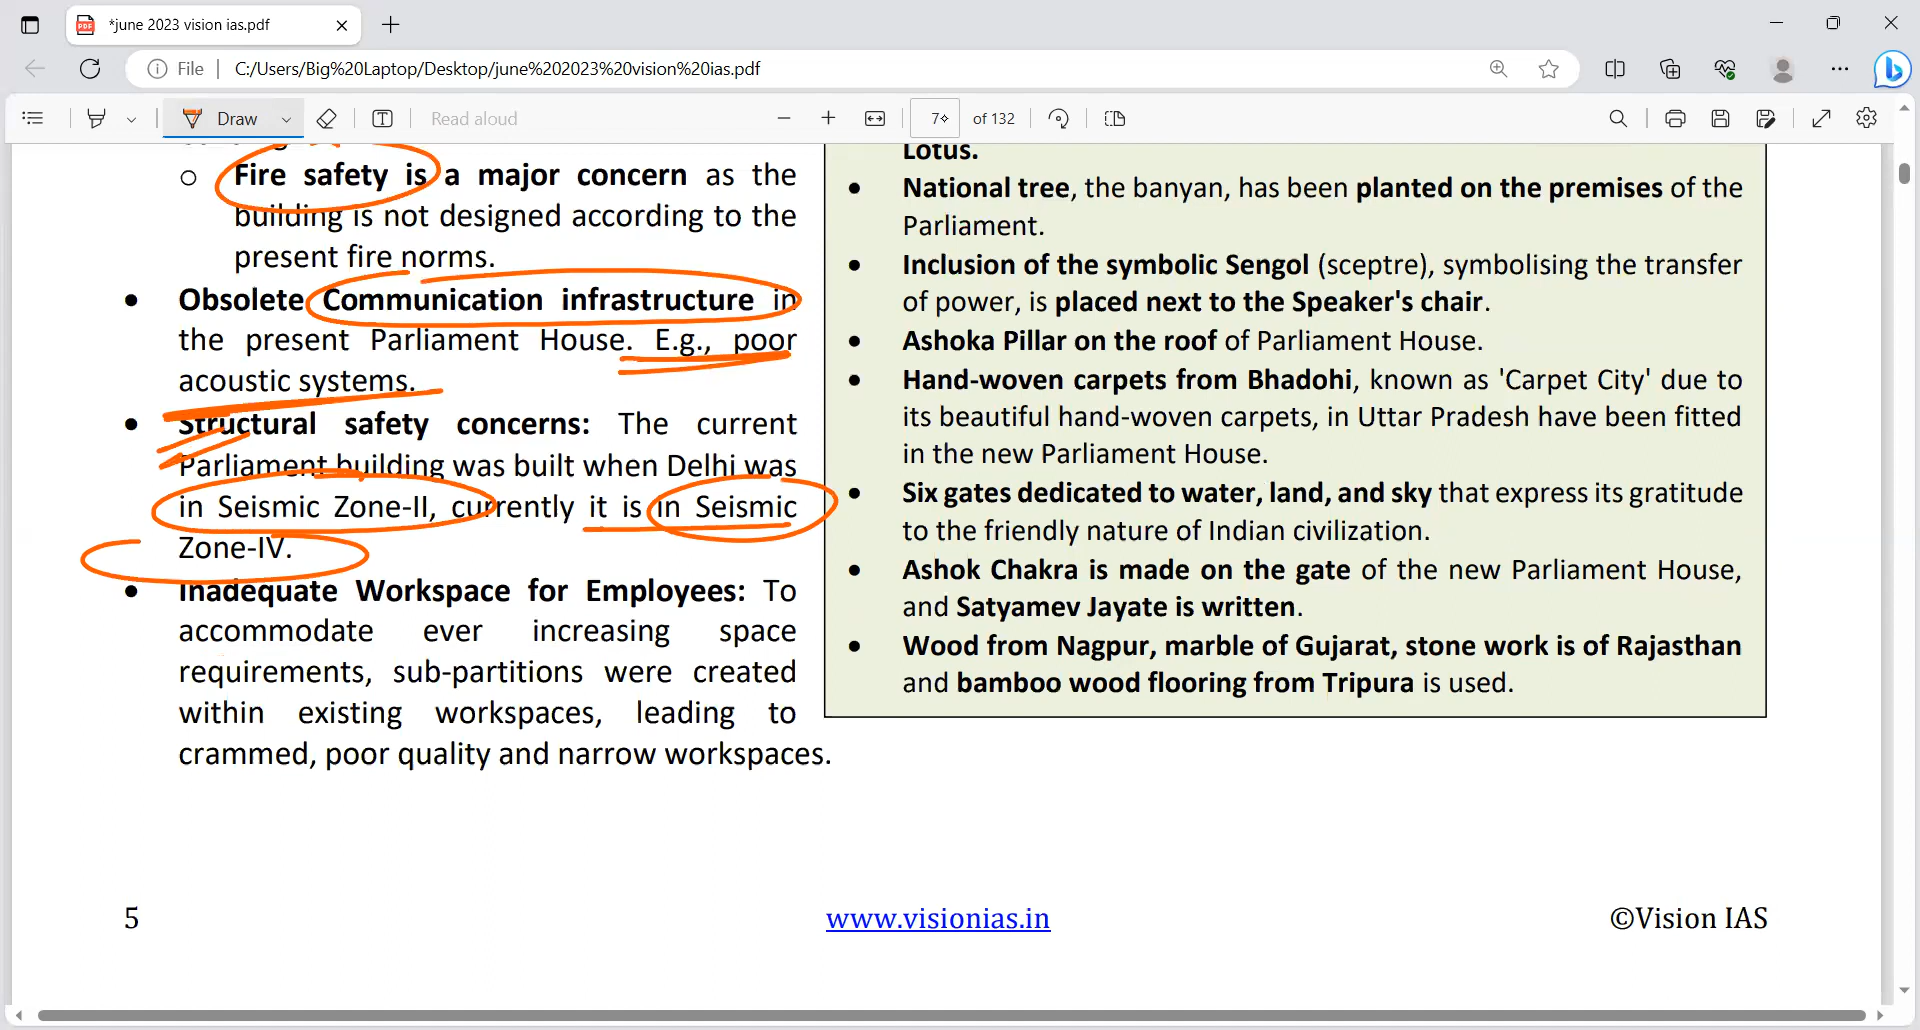 *june 2023 vision ias.pdf
File
C:/Users/Big%20Laptop/Desktop/june%202023%20vision%20ias.pdf
Draw
Read aloud
7
of 132
Fire safety is a major concern as the
building is not designed according to the
present fire norms.
• Obsolete Communication infrastructure in
the present Parliament House. E.g., poor
acoustic systems.
• Structural safety concerns: The current
Parliament building was built when Delhi was
in Seismic Zone-II, currently it is in Seismic
Zone-IV.
• Inadequate Workspace for Employees: To
accommodate ever increasing space
requirements, sub-partitions were created
within existing workspaces, leading to
crammed, poor quality and narrow workspaces.
Lotus.
• National tree, the banyan, has been planted on the premises of the
Parliament.
• Inclusion of the symbolic Sengol (sceptre), symbolising the transfer
of power, is placed next to the Speaker's chair.
• Ashoka Pillar on the roof of Parliament House.
• Hand-woven carpets from Bhadohi, known as 'Carpet City' due to
its beautiful hand-woven carpets, in Uttar Pradesh have been fitted
in the new Parliament House.
• Six gates dedicated to water, land, and sky that express its gratitude
to the friendly nature of Indian civilization.
• Ashok Chakra is made on the gate of the new Parliament House,
and Satyamev Jayate is written.
• Wood from Nagpur, marble of Gujarat, stone work is of Rajasthan
and bamboo wood flooring from Tripura is used.
5
www.visionias.in
©Vision IAS